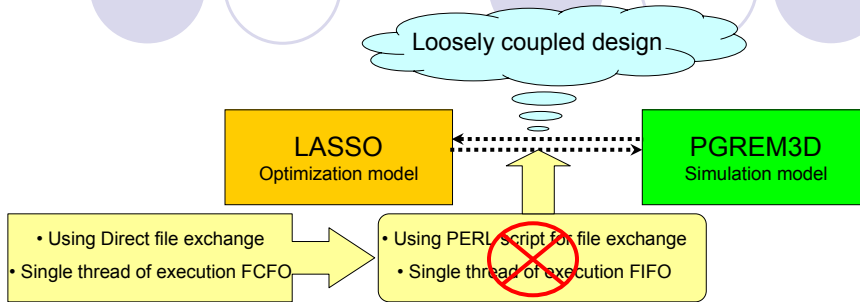 Loosely coupled design
LASSO
Optimization model
PGREM3D
Simulation model
• Using Direct file exchange
• Single thread of execution FCFO
• Using PERL script for file exchange
• Single thread of execution FIFO